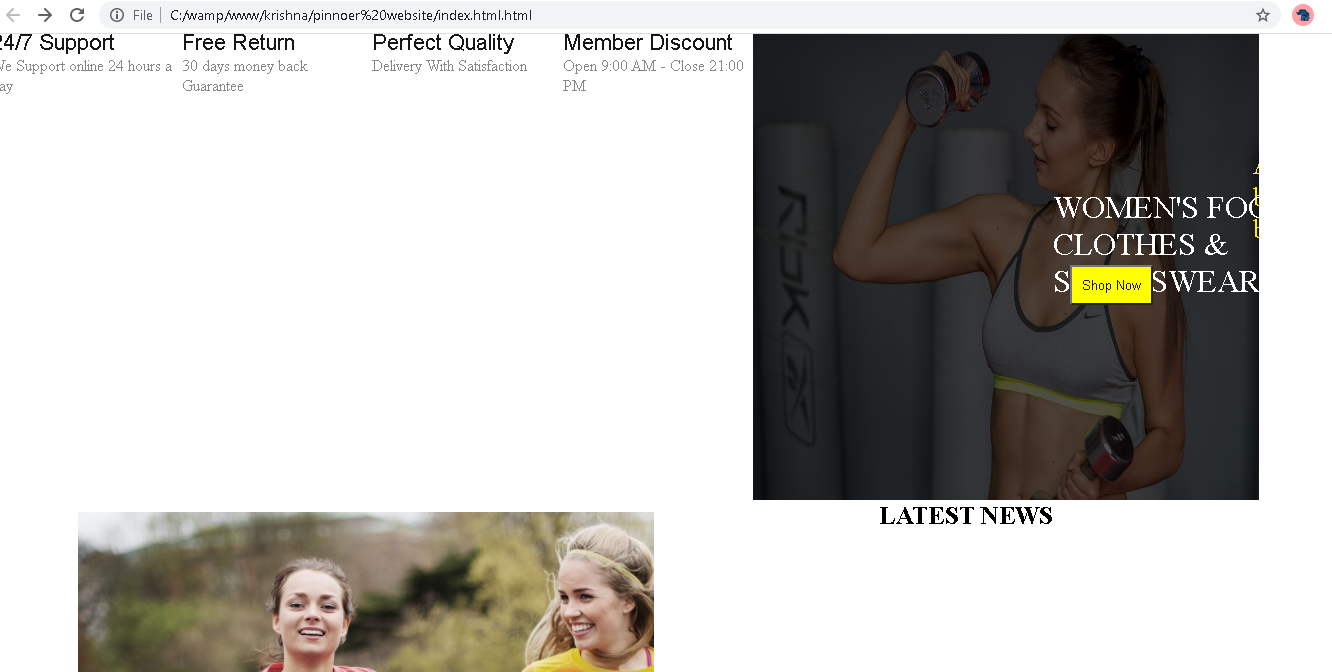 File
C:/wamp/www/krishna/pinnoer%20website/index.html.html
24/7 Support
We Support online 24 hours a
ay
Free Return
30 days money back
Guarantee
Perfect Quality
Delivery With Satisfaction
Member Discount
Open 9:00 AM - Close 21:00
PM
WOMEN'S
CLOTHES &
SWEAR
Shop Now
LATEST NEWS